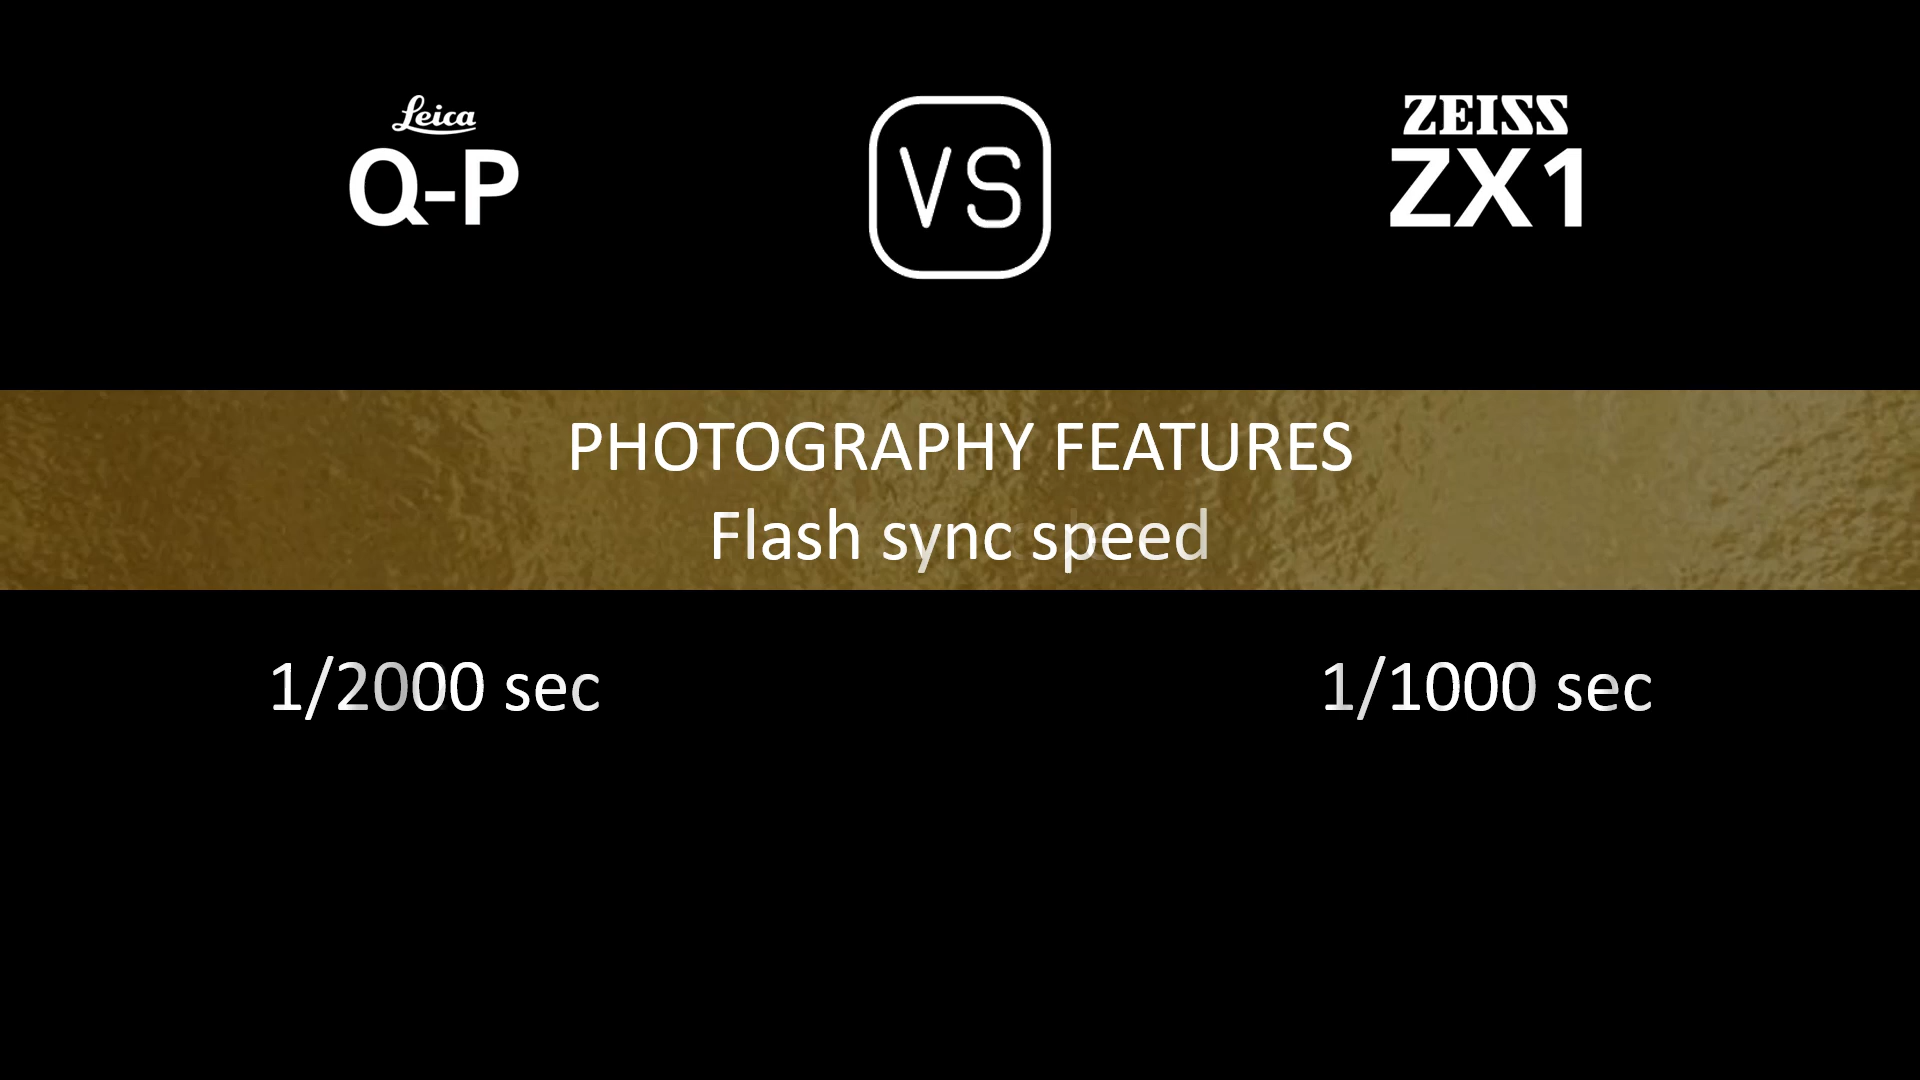 Leica
Q-P
VS
ZEISS
ZX1
PHOTOGRAPHY FEATURES
Flash sync speed
1/2000 sec
1/1000 sec